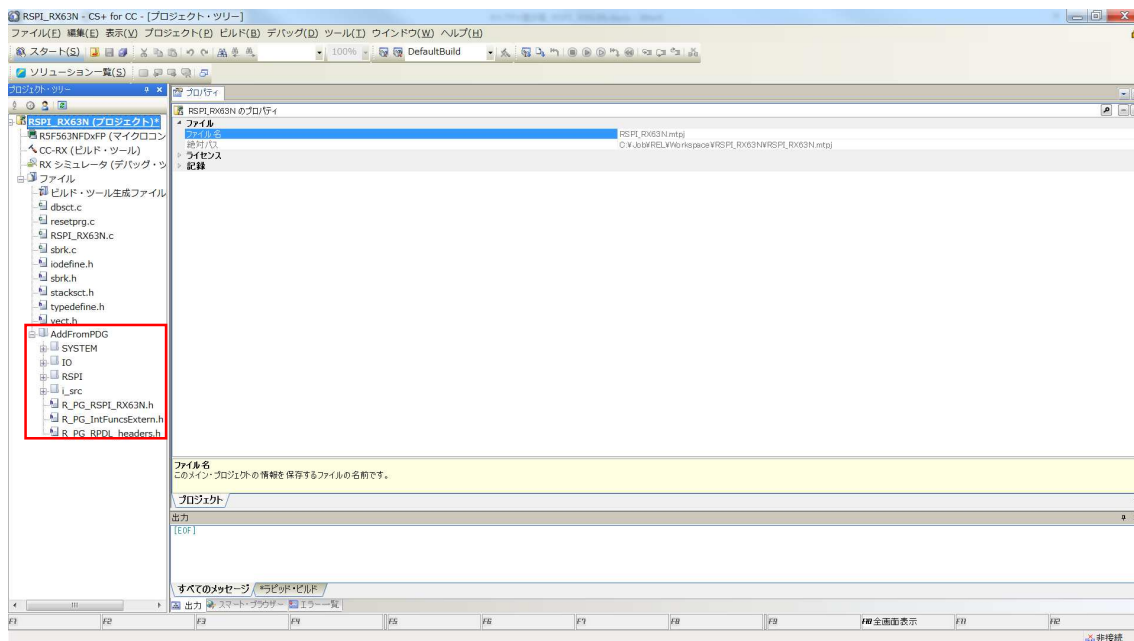 RSPI_RX63N - CS+ for CC - [プロジェクト・ツリー]
ファイル(F) 編集(E) 表示(V) プロジェクト(P) ビルド(B) デバッグ(D) ツール(T) ウインドウ(W) ヘルプ(H)
スタート(S) 100% DefaultBuild
ソリューション一覧(S)
プロジェクト・ツリー
RSPI_RX63N (プロジェクト)*
R5F563NFDxFP (マイクロコン
CC-RX (ビルド・ツール)
RX シミュレータ (デバッグ・ツ
ファイル
ビルド・ツール生成ファイル
dbsct.c
resetprg.c
RSPI_RX63N.c
sbrk.c
iodefine.h
sbrk.h
stacksct.h
typedefine.h
vect.h
AddFromPDG
SYSTEM
IO
RSPI
i_src
R_PG_RSPI_RX63N.h
R_PG_IntFuncsExtern.h
R_PG_RPDL_headers.h
プロパティ
RSPI_RX63N のプロパティ
ファイル
ファイル名 RSPI_RX63N.mtpj
絶対パス C:¥Job¥REL¥Workspace¥RSPI_RX63N¥RSPI_RX63N.mtpj
ライセンス
記録
ファイル名
このメイン・プロジェクトの情報を保存するファイルの名前です。
プロジェクト
出力
[EOF]
すべてのメッセージ *ラピッド・ビルド
出力 スマート・ブラウザー エラー一覧
F1 F2 F3 F4 F5 F6 F7 F8 F9 F10 全画面表示 F11 F12
非接続